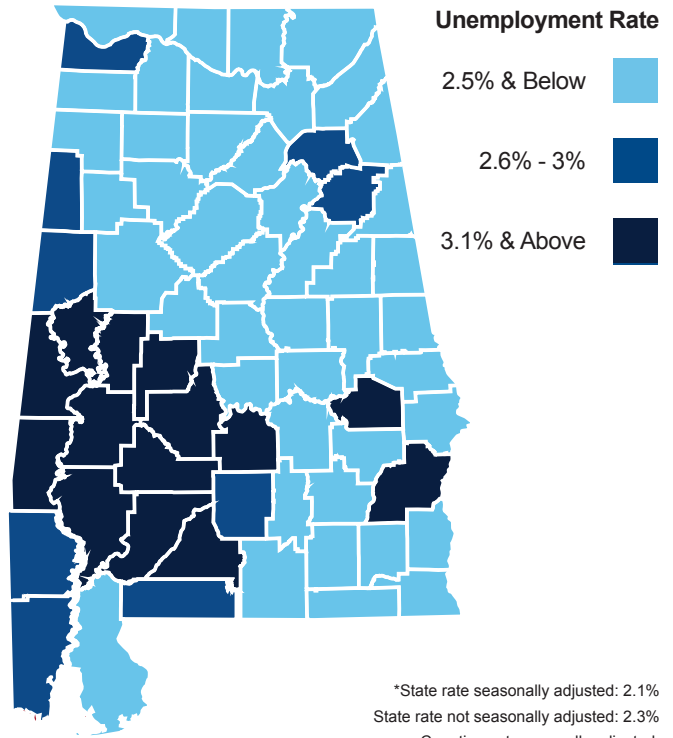 Unemployment Rate
2.5% & Below
2.6% - 3%
3.1% & Above
*State rate seasonally adjusted: 2.1%
State rate not seasonally adjusted: 2.3%